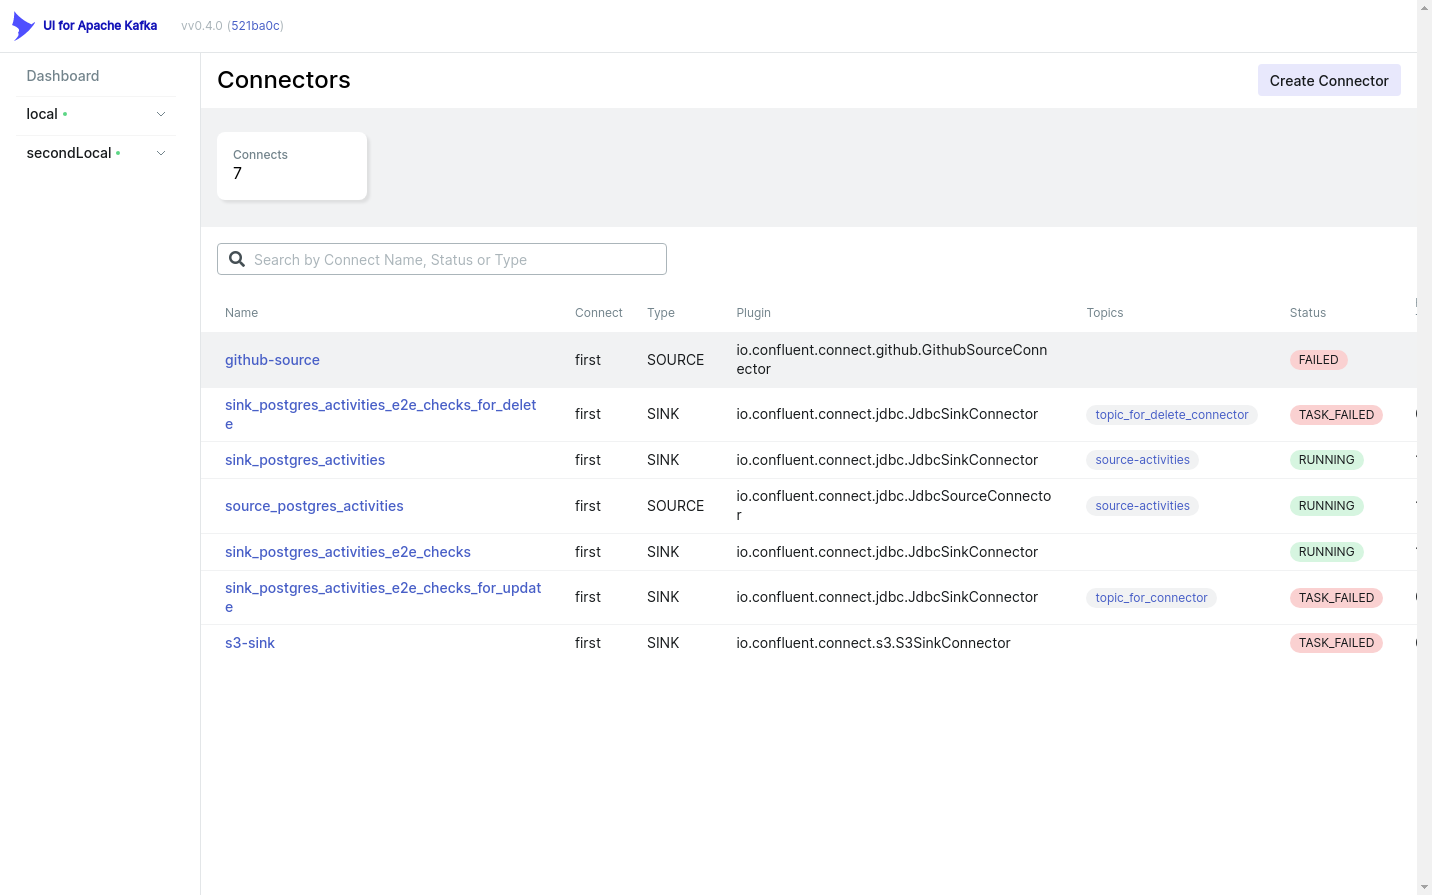 UI for Apache Kafka vv0.4.0 (521ba0c)
Dashboard
local
secondLocal
Connectors
Create Connector
Connects
7
Search by Connect Name, Status or Type
Name Connect Type Plugin Topics Status
github-source first SOURCE io.confluent.connect.github.GithubSourceConn
ector FAILED
sink_postgres_activities_e2e_checks_for_delet
e first SINK io.confluent.connect.jdbc.JdbcSinkConnector topic_for_delete_connector TASK_FAILED
sink_postgres_activities first SINK io.confluent.connect.jdbc.JdbcSinkConnector source-activities RUNNING
source_postgres_activities first SOURCE io.confluent.connect.jdbc.JdbcSourceConnecto
r source-activities RUNNING
sink_postgres_activities_e2e_checks first SINK io.confluent.connect.jdbc.JdbcSinkConnector RUNNING
sink_postgres_activities_e2e_checks_for_updat
e first SINK io.confluent.connect.jdbc.JdbcSinkConnector topic_for_connector TASK_FAILED
s3-sink first SINK io.confluent.connect.s3.S3SinkConnector TASK_FAILED